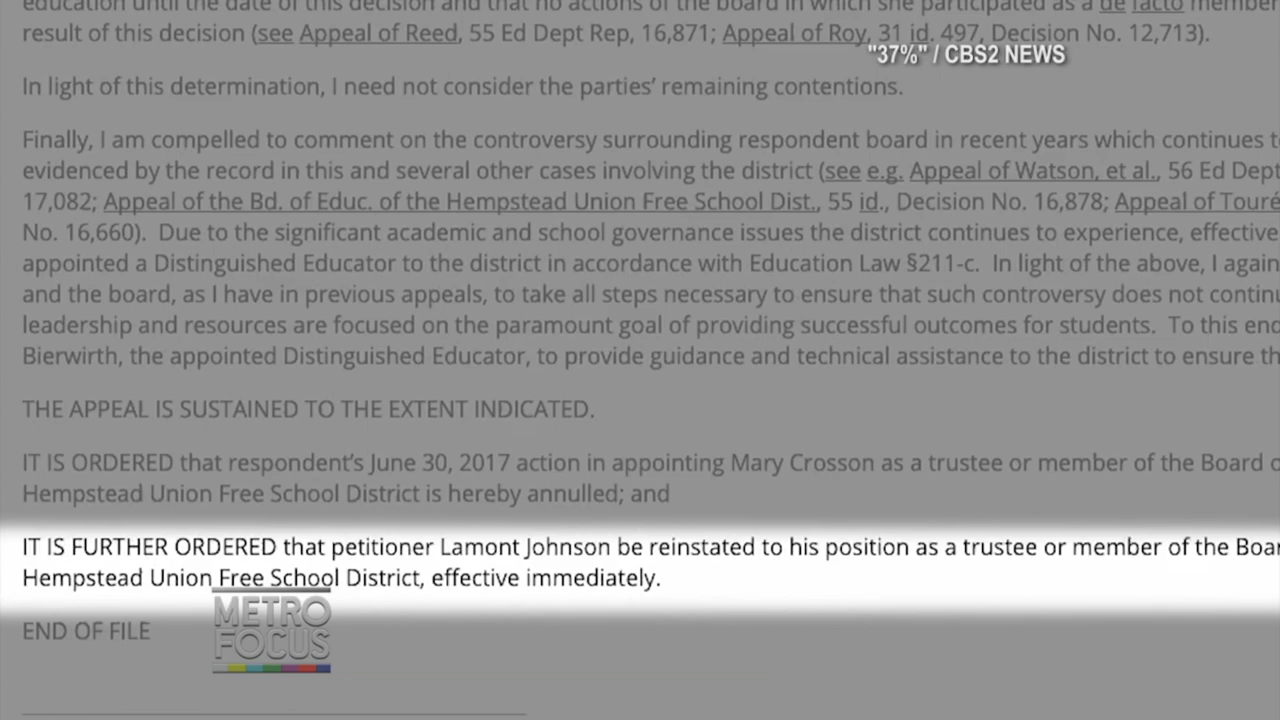 education until the date of this decision and that no actions of the board in which she participated as a de facto member
result of this decision (see Appeal of Reed, 55 Ed Dept Rep, 16,871; Appeal of Roy, 31 id. 497, Decision No. 12,713).
"37%" / CBS2 NEWS
In light of this determination, I need not consider the parties’ remaining contentions.
Finally, I am compelled to comment on the controversy surrounding respondent board in recent years which continues t
evidenced by the record in this and several other cases involving the district (see e.g. Appeal of Watson, et al., 56 Ed Dept
17,082; Appeal of the Bd. of Educ. of the Hempstead Union Free School Dist., 55 id., Decision No. 16,878; Appeal of Touré
No. 16,660).  Due to the significant academic and school governance issues the district continues to experience, effective
appointed a Distinguished Educator to the district in accordance with Education Law §211-c.  In light of the above, I again
and the board, as I have in previous appeals, to take all steps necessary to ensure that such controversy does not continu
leadership and resources are focused on the paramount goal of providing successful outcomes for students.  To this end
Bierwirth, the appointed Distinguished Educator, to provide guidance and technical assistance to the district to ensure th
THE APPEAL IS SUSTAINED TO THE EXTENT INDICATED.
IT IS ORDERED that respondent’s June 30, 2017 action in appointing Mary Crosson as a trustee or member of the Board o
Hempstead Union Free School District is hereby annulled; and
IT IS FURTHER ORDERED that petitioner Lamont Johnson be reinstated to his position as a trustee or member of the Boar
Hempstead Union Free School District, effective immediately.
END OF FILE
METRO
FOCUS